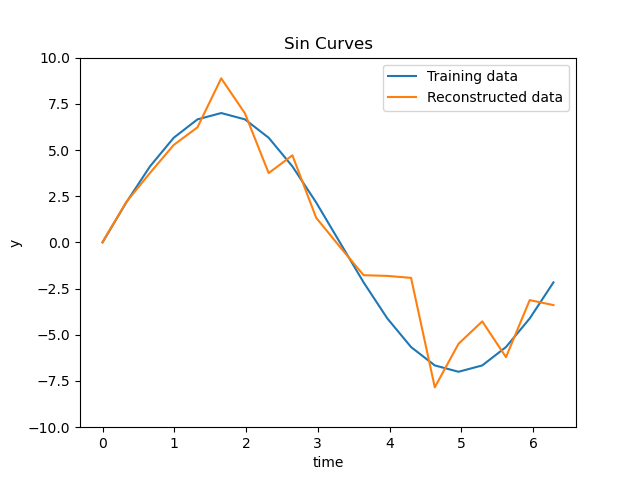 Sin Curves
Training data
Reconstructed data
10.0
7.5
5.0
2.5
0.0
−2.5
−5.0
−7.5
−10.0
y
0 1 2 3 4 5 6
time